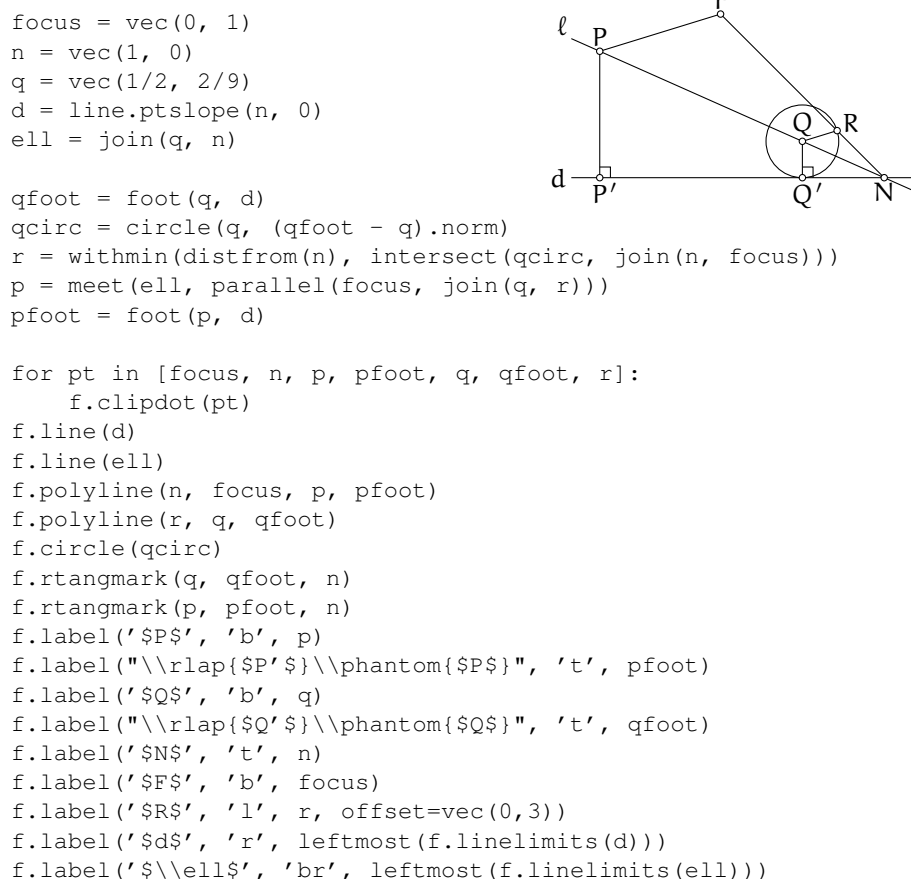 focus = vec(0, 1)
n = vec(1, 0)
q = vec(1/2, 2/9)
d = line.ptslope(n, 0)
ell = join(q, n)
qfoot = foot(q, d)
qcirc = circle(q, (qfoot - q).norm)
r = withmin(distfrom(n), intersect(qcirc, join(n, focus)))
p = meet(ell, parallel(focus, join(q, r)))
pfoot = foot(p, d)
for pt in [focus, n, p, pfoot, q, qfoot, r]:
    f.clipdot(pt)
f.line(d)
f.line(ell)
f.polyline(n, focus, p, pfoot)
f.polyline(r, q, qfoot)
f.circle(qcirc)
f.rtangmark(q, qfoot, n)
f.rtangmark(p, pfoot, n)
f.label('$P$', 'b', p)
f.label("\\rlap{$P'$}\\phantom{$P$}", 't', pfoot)
f.label('$Q$', 'b', q)
f.label("\\rlap{$Q'$}\\phantom{$Q$}", 't', qfoot)
f.label('$N$', 't', n)
f.label('$F$', 'b', focus)
f.label('$R$', 'l', r, offset=vec(0,3))
f.label('$d$', 'r', leftmost(f.linelimits(d)))
f.label('$\\ell$', 'br', leftmost(f.linelimits(ell)))
ℓ P
Q R
d P′ Q′ N